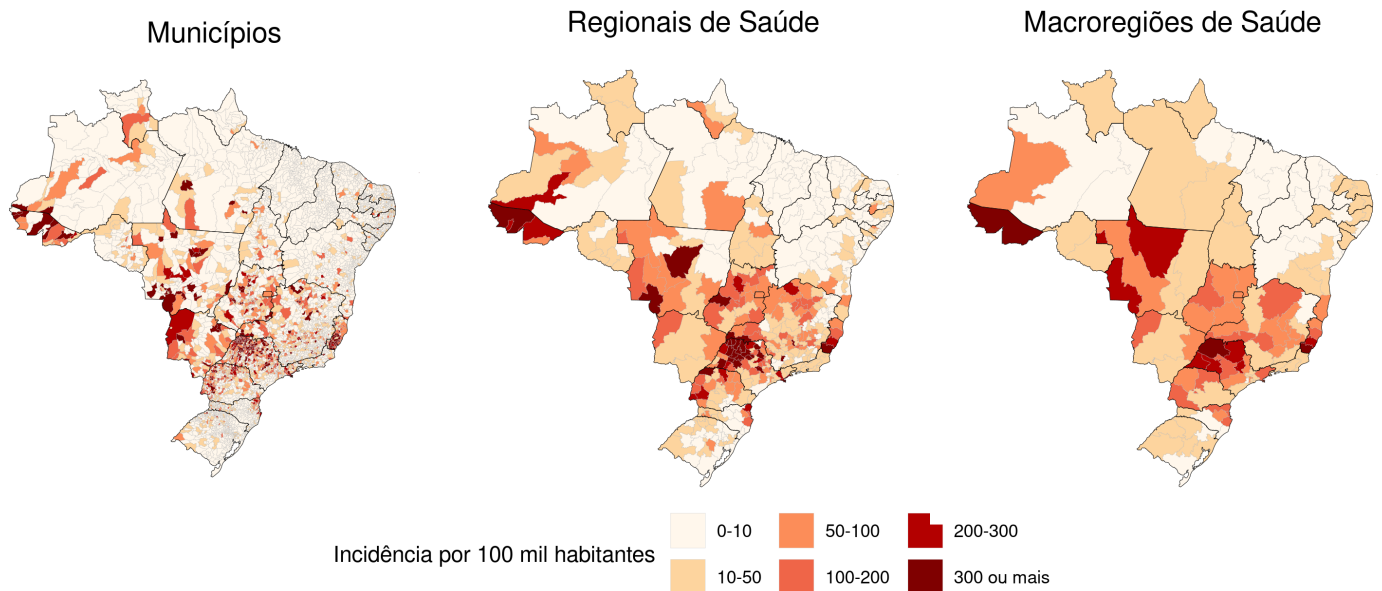 Municípios
Regionais de Saúde
Macroregiões de Saúde
Incidência por 100 mil habitantes
0-10
50-100
200-300
10-50
100-200
300 ou mais